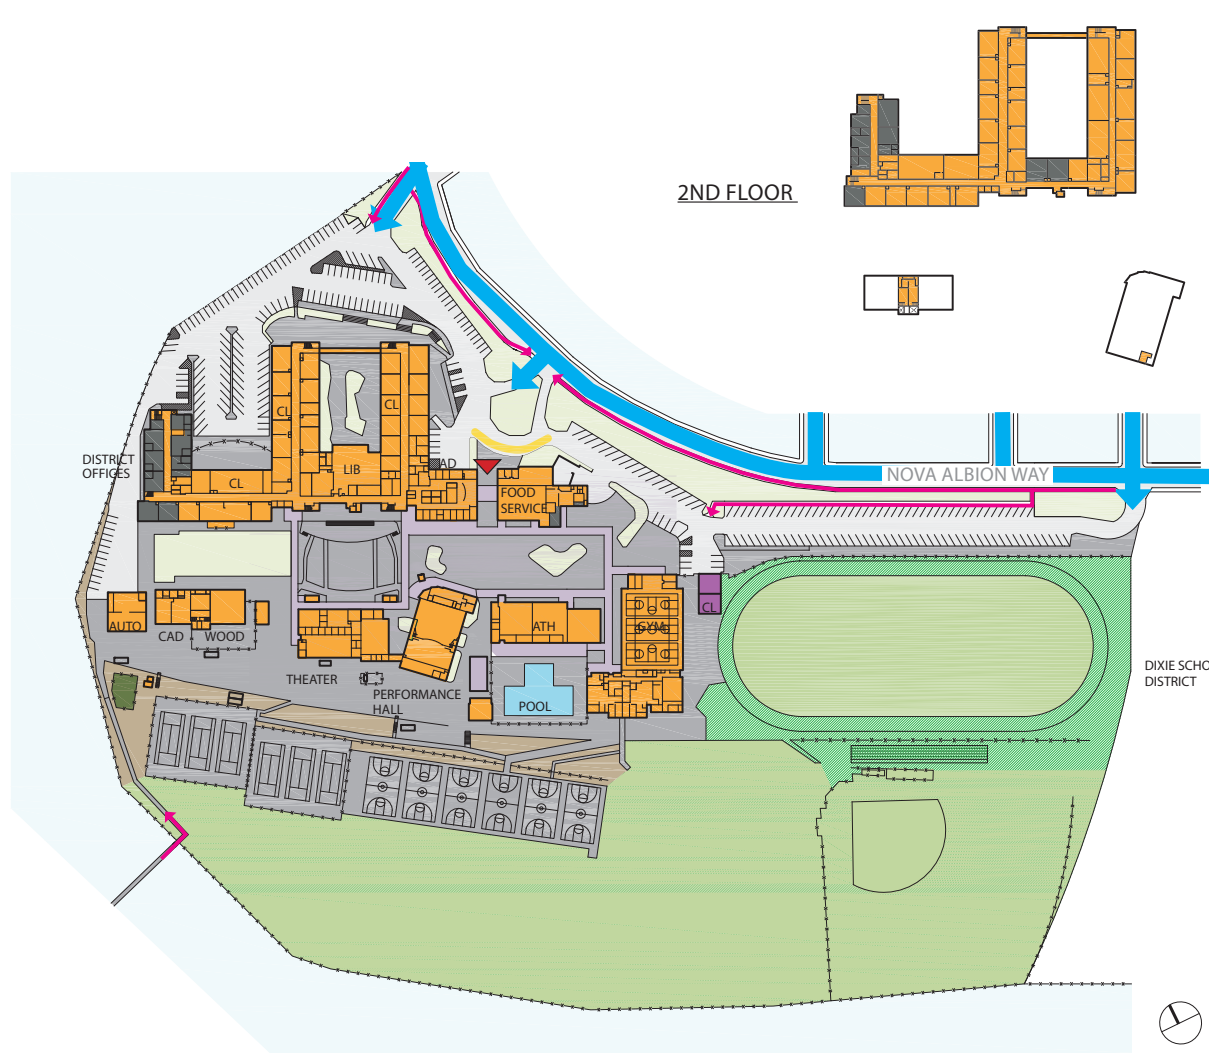 2ND FLOOR
CL
CL
DISTRICT
OFFICES
LIB
AD
CL
NOVA ALBION WAY
FOOD
SERVICE
CL
AUTO
CAD
WOOD
ATH
GYM
THEATER
DIXIE SCHO
DISTRICT
PERFORMANCE
HALL
POOL